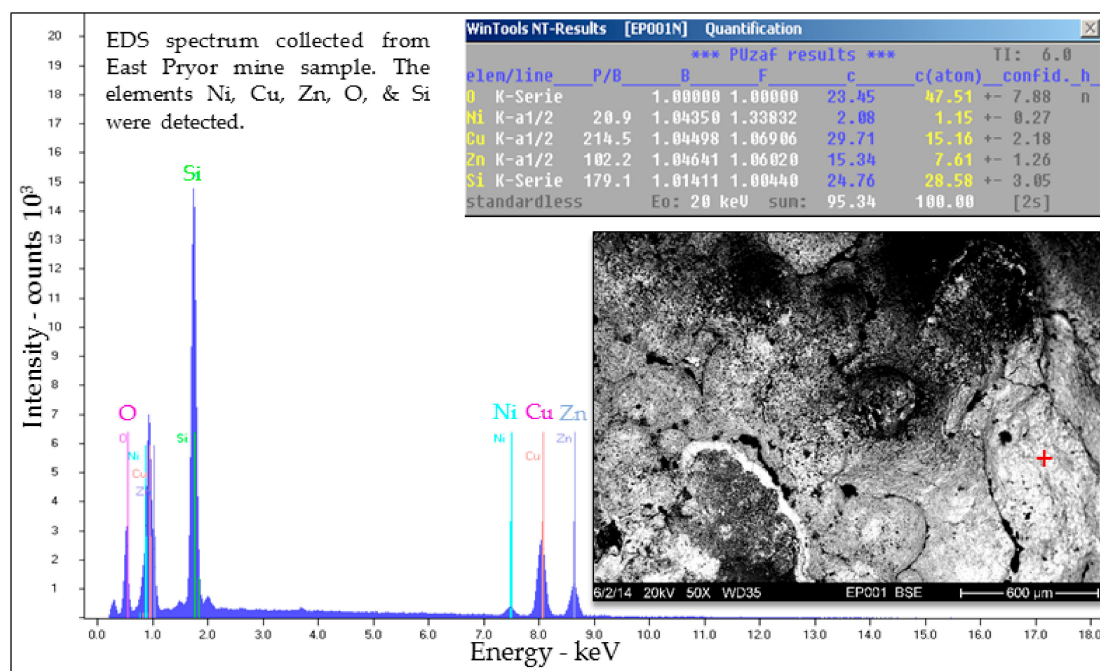 EDS spectrum collected from
East Pryor mine sample. The
elements Ni, Cu, Zn, O, & Si
were detected.
WinTools NT-Results [EP001N] Quantification
*** PUzaf results *** TI: 6.0
elem/line P/B B F c c(atom) confid. h
O K-Serie 1.00000 1.00000 23.45 47.51 +- 7.88 n
Ni K-a1/2 20.9 1.04350 1.33832 2.08 1.15 +- 0.27
Cu K-a1/2 214.5 1.04498 1.06906 29.71 15.16 +- 2.18
Zn K-a1/2 102.2 1.04641 1.06020 15.34 7.61 +- 1.26
Si K-Serie 179.1 1.01411 1.00440 24.76 28.58 +- 3.05
standardless Eo: 20 keV sum: 95.34 100.00 [2s]
Intensity - counts 10³
20
19
18
17
16
15
14
13
12
11
10
9
8
7
6
5
4
3
2
1
Si
O
Ni Cu Zn
O
Ni
Cu
Si
Ni
Cu
Zn
6/2/14 20kV 50X WD35 EP001 BSE 600 µm
0.0 1.0 2.0 3.0 4.0 5.0 6.0 7.0 8.0 9.0 10.0 11.0 12.0 13.0 14.0 15.0 16.0 17.0 18.0
Energy - keV